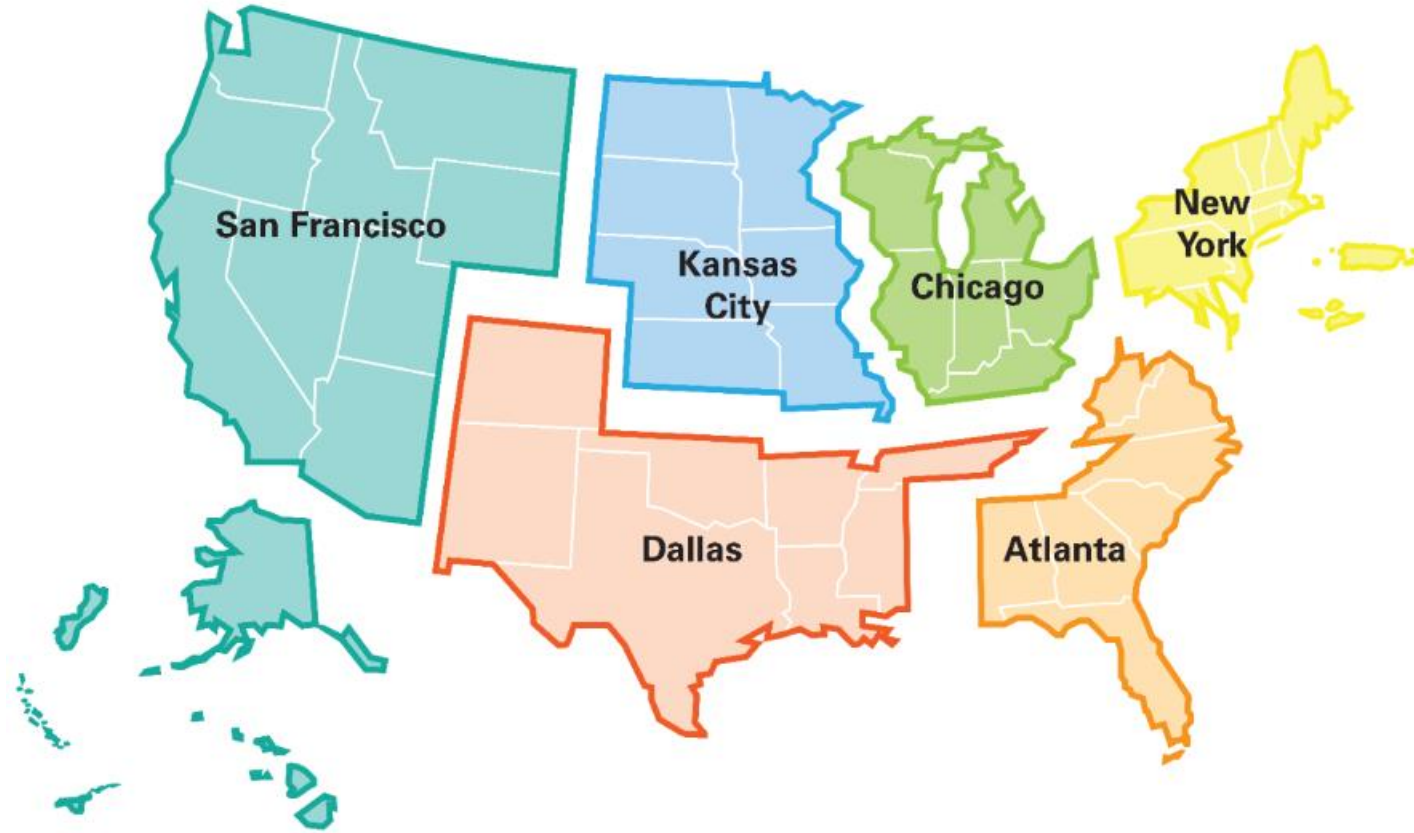 San Francisco
Kansas
City
Chicago
New
York
Dallas
Atlanta